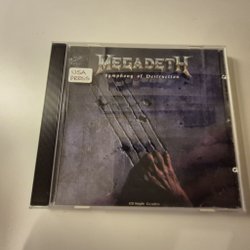 MEGADETH
Symphony of Destruction
USA
PRESS